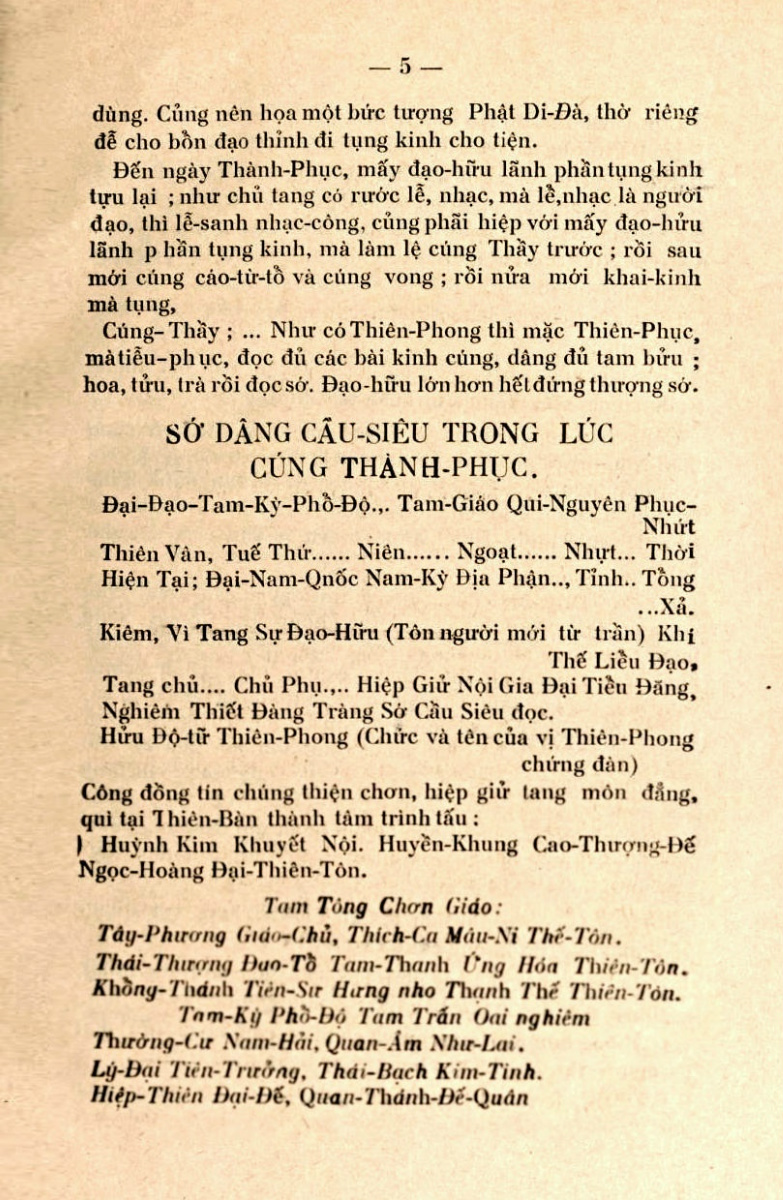 — 5 —
dùng. Củng nên họa một bức tượng Phật Di-Đà, thờ riêng
để cho bổn đạo thỉnh đi tụng kinh cho tiện.
Đến ngày Thành-Phục, mấy đạo-hữu lãnh phần tụng kinh
tựu lại ; như chủ tang có rước lễ, nhạc, mà lễ,nhạc là người
đạo, thì lễ-sanh nhạc-công, củng phãi hiệp với mấy đạo-hửu
lãnh p hần tụng kinh, mà làm lệ cúng Thầy trước ; rồi sau
mới cúng cáo-từ-tổ và cúng vong ; rồi nửa mới khai-kinh
mà tụng,
Cúng-Thầy ; ... Như có Thiên-Phong thì mặc Thiên-Phục,
mà tiểu-phục, đọc đủ các bài kinh cúng, dâng đủ tam bửu ;
hoa, tửu, trà rồi đọc sớ. Đạo-hữu lớn hơn hết đứng thượng sớ.
SỚ DÂNG CẦU-SIÊU TRONG LÚC
CÚNG THÀNH-PHỤC.
Đại-Đạo-Tam-Kỳ-Phổ-Độ.,. Tam-Giáo Qui-Nguyên Phục-
Nhứt
Thiên Vân, Tuế Thứ...... Niên...... Ngoạt...... Nhựt... Thời
Hiện Tại; Đại-Nam-Qnốc Nam-Kỳ Địa Phận.., Tỉnh.. Tổng
...Xả.
Kiêm, Vì Tang Sự Đạo-Hữu (Tôn người mới từ trần) Khí
Thế Liễu Đạo,
Tang chủ.... Chủ Phụ.,.. Hiệp Giử Nội Gia Đại Tiểu Đăng,
Nghiêm Thiết Đàng Tràng Sớ Cầu Siêu đọc.
Hửu Độ-tữ Thiên-Phong (Chức và tên của vị Thiên-Phong
chứng đàn)
Công đồng tín chúng thiện chơn, hiệp giử tang môn đẳng,
quì tại Thiên-Bàn thành tâm trình tấu :
Huỳnh Kim Khuyết Nội. Huyền-Khung Cao-Thượng-Đế
Ngọc-Hoàng Đại-Thiên-Tôn.
Tam Tông Chơn Giáo:
Tây-Phương Giáo-Chủ, Thích-Ca Mâu-Ni Thế-Tôn.
Thái-Thượng Đạo-Tổ Tam-Thanh Ứng Hóa Thiên-Tôn.
Khổng-Thánh Tiên-Sư Hưng nho Thạnh Thế Thiên-Tôn.
Tam-Kỳ Phổ-Độ Tam Trấn Oai nghiêm
Thường-Cư Nam-Hải, Quan-Âm Như-Lai.
Lý-Đại Tiên-Trưởng, Thái-Bạch Kim-Tinh.
Hiệp-Thiên Đại-Đế, Quan-Thánh-Đế-Quân